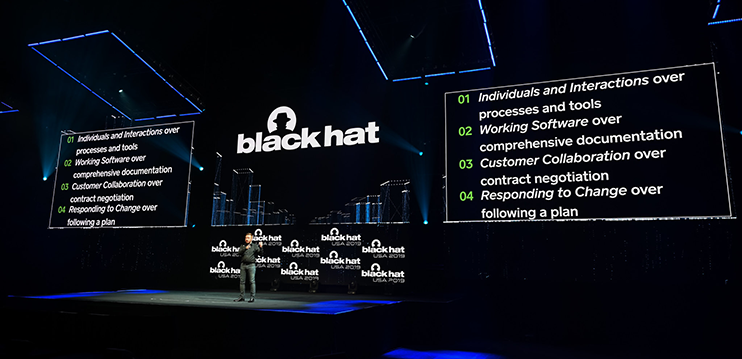 01 Individuals and Interactions over
processes and tools
02 Working Software over
comprehensive documentation
03 Customer Collaboration over
contract negotiation
04 Responding to Change over
following a plan
black hat
01 Individuals and Interactions over
processes and tools
02 Working Software over
comprehensive documentation
03 Customer Collaboration over
contract negotiation
04 Responding to Change over
following a plan
black hat
USA 2019
black hat
USA 2019
black hat
USA 2019
black hat
USA 2019
black hat
USA 2019
black hat
USA 2019
black hat
USA 2019
black hat
USA 2019